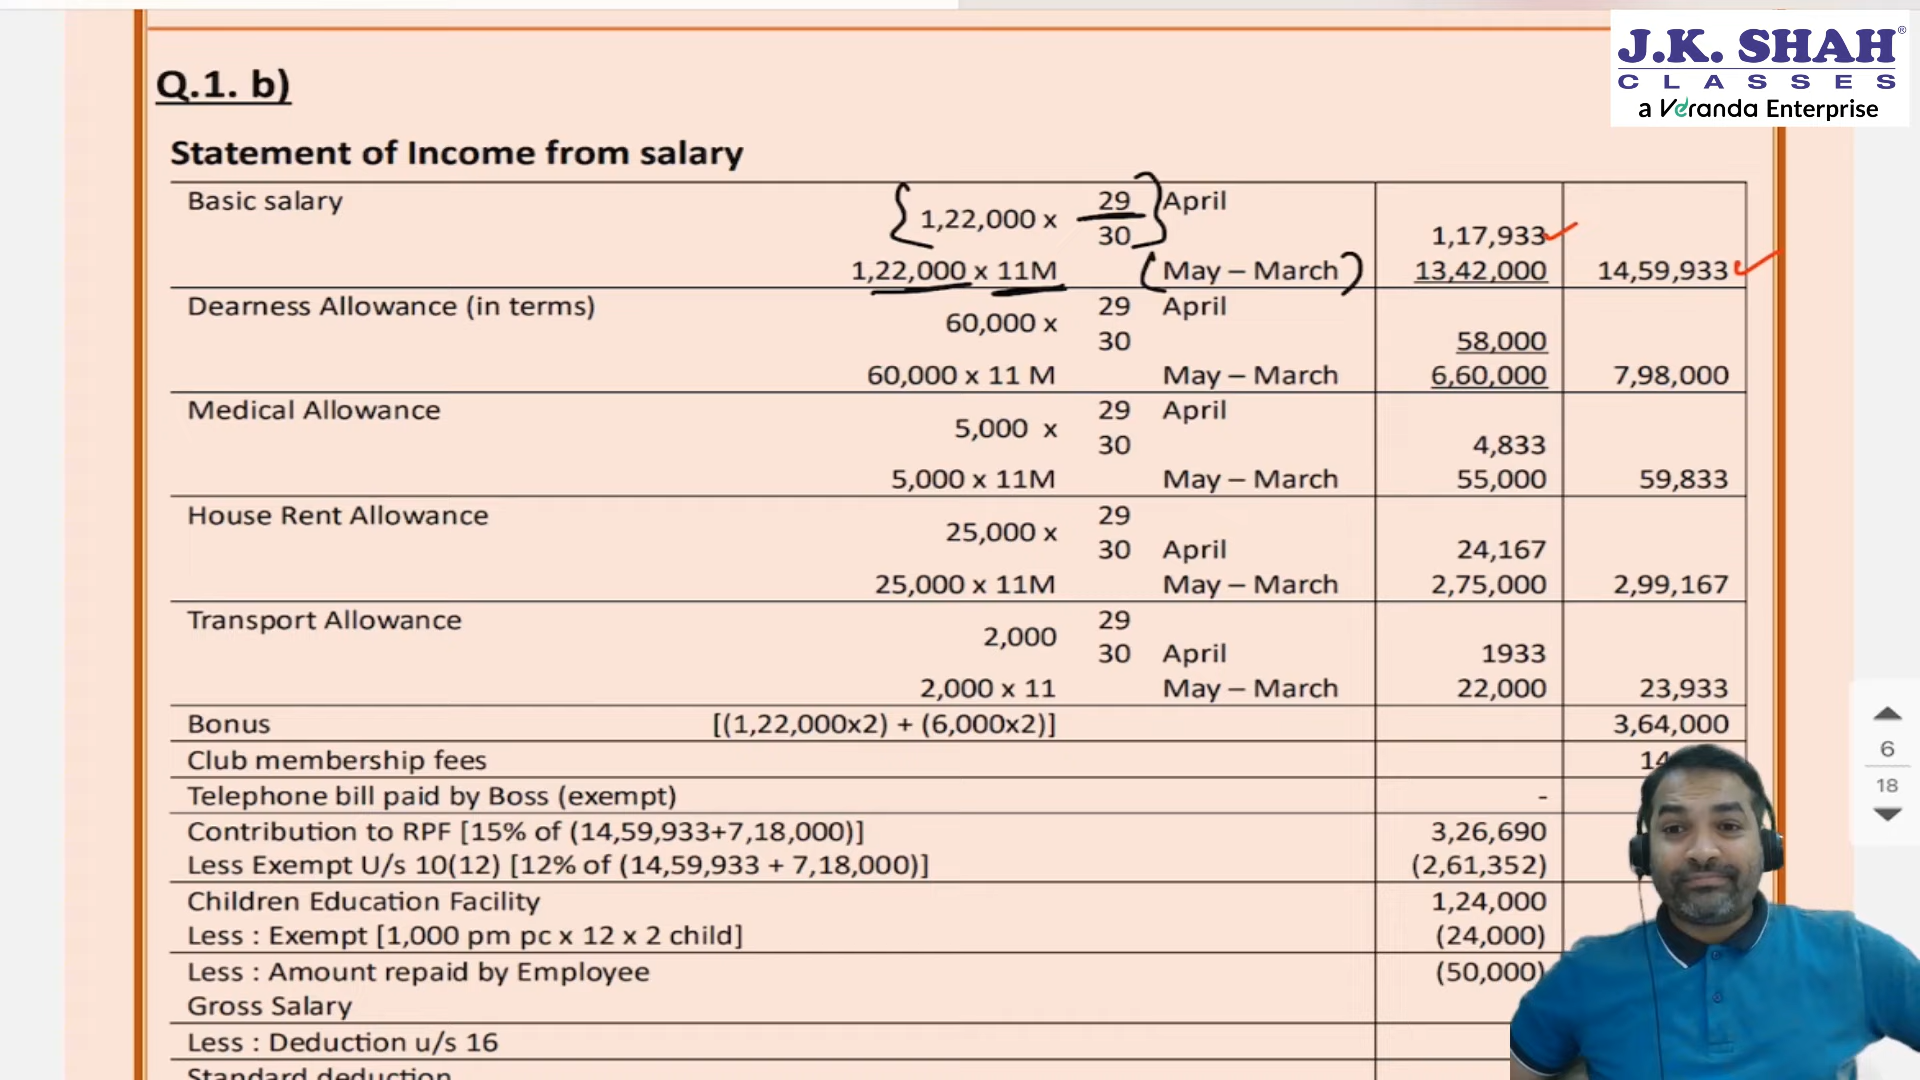 J.K. SHAH®
CLASSES
a Veranda Enterprise
Q.1. b)
Statement of Income from salary
Basic salary 1,22,000 x 29 April
30 1,17,933
1,22,000 x 11M May – March 13,42,000 14,59,933
Dearness Allowance (in terms) 60,000 x 29 April
30 58,000
60,000 x 11 M May – March 6,60,000 7,98,000
Medical Allowance 5,000 x 29 April
30 4,833
5,000 x 11M May – March 55,000 59,833
House Rent Allowance 25,000 x 29
30 April 24,167
25,000 x 11M May – March 2,75,000 2,99,167
Transport Allowance 2,000 29
30 April 1933
2,000 x 11 May – March 22,000 23,933
Bonus [(1,22,000x2) + (6,000x2)] 3,64,000
Club membership fees
Telephone bill paid by Boss (exempt) -
Contribution to RPF [15% of (14,59,933+7,18,000)] 3,26,690
Less Exempt U/s 10(12) [12% of (14,59,933 + 7,18,000)] (2,61,352)
Children Education Facility 1,24,000
Less : Exempt [1,000 pm pc x 12 x 2 child] (24,000)
Less : Amount repaid by Employee (50,000)
Gross Salary
Less : Deduction u/s 16
Standard deduction
6
18